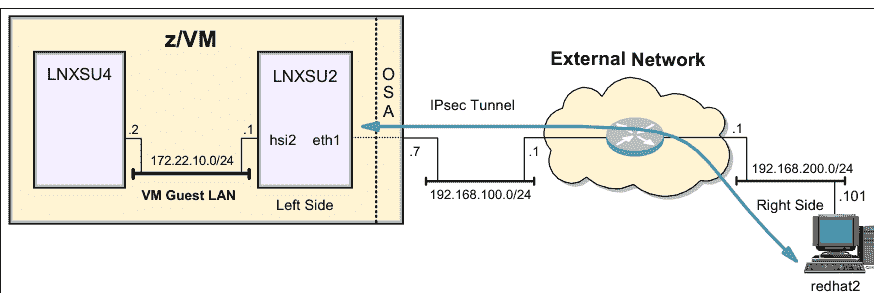 z/VM
External Network
LNXSU4
LNXSU2
O
S
A
IPsec Tunnel
.2
.1
hsi2
eth1
.7
.1
.1
172.22.10.0/24
VM Guest LAN
192.168.100.0/24
192.168.200.0/24
Left Side
Right Side
.101
redhat2